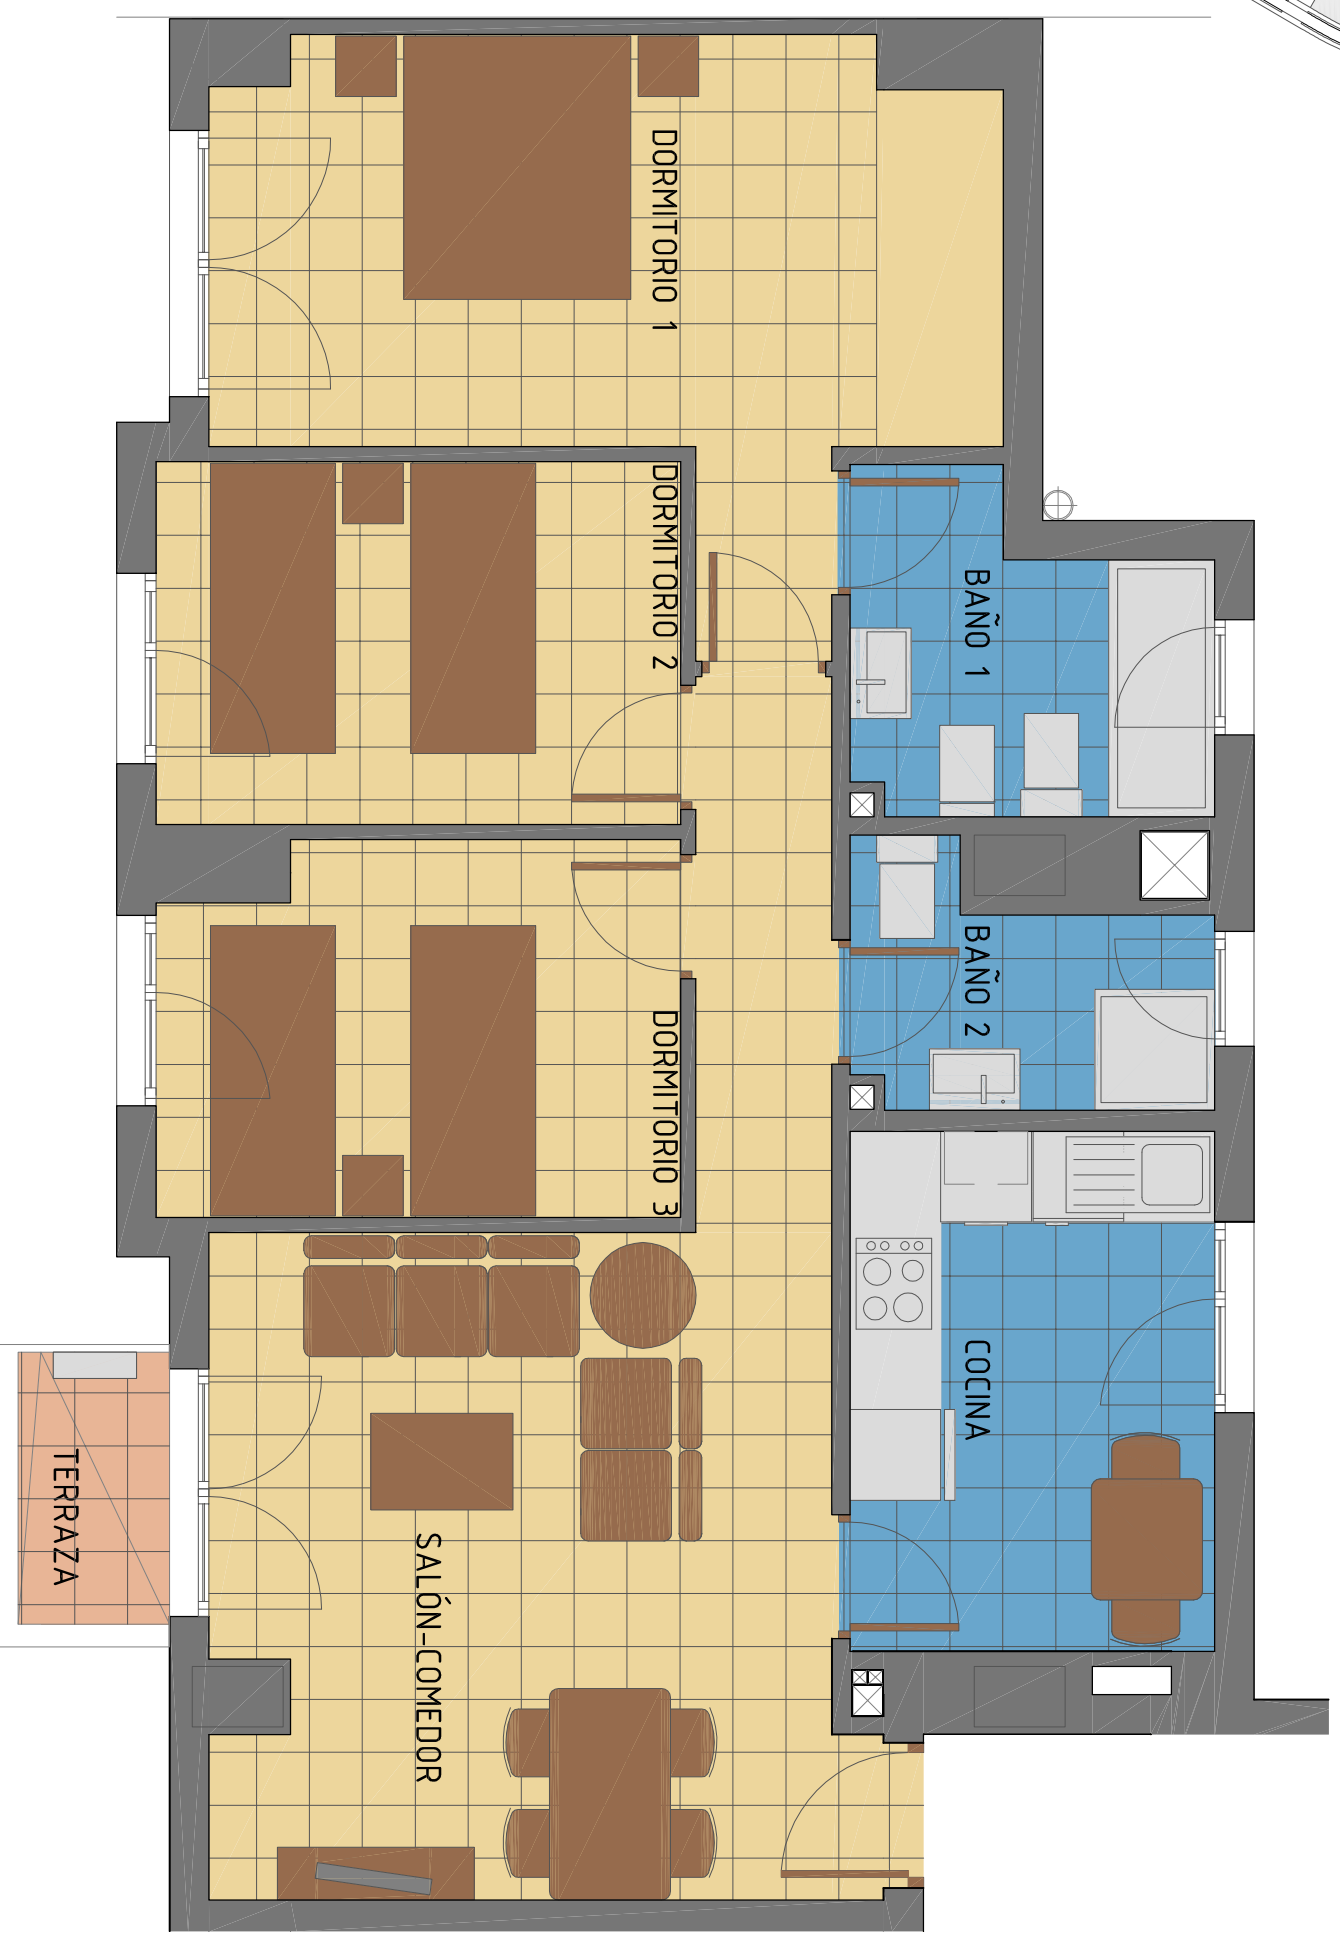 DORMITORIO 1
DORMITORIO 2
BAÑO 1
BAÑO 2
DORMITORIO 3
COCINA
TERRAZA
SALÓN-COMEDOR